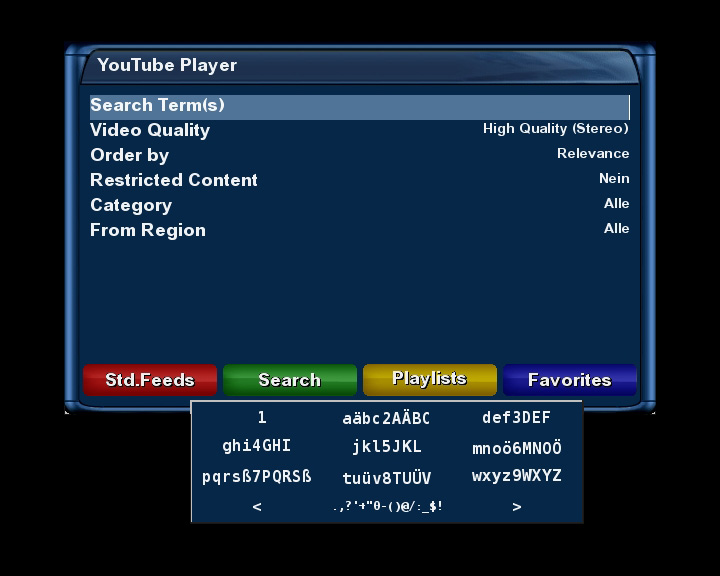 YouTube Player
Search Term(s)
Video Quality High Quality (Stereo)
Order by Relevance
Restricted Content Nein
Category Alle
From Region Alle
Std.Feeds Search Playlists Favorites
1 aäbc2AÄBC def3DEF
ghi4GHI jkl5JKL mnoö6MNOÖ
pqrsß7PQRSß tuüv8TUÜV wxyz9WXYZ
< .,?'+"0-()@/:_$! >